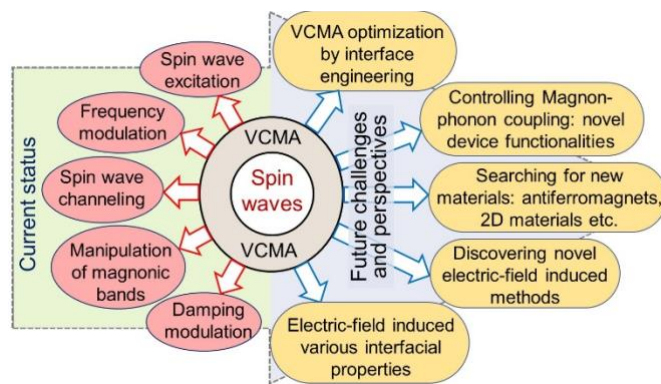 Current status
Spin wave
excitation
Frequency
modulation
Spin wave
channeling
Manipulation
of magnonic
bands
Damping
modulation
VCMA
Spin
waves
VCMA
Future challenges
and perspectives
VCMA optimization
by interface
engineering
Controlling Magnon-
phonon coupling: novel
device functionalities
Searching for new
materials: antiferromagnets,
2D materials etc.
Discovering novel
electric-field induced
methods
Electric-field induced
various interfacial
properties